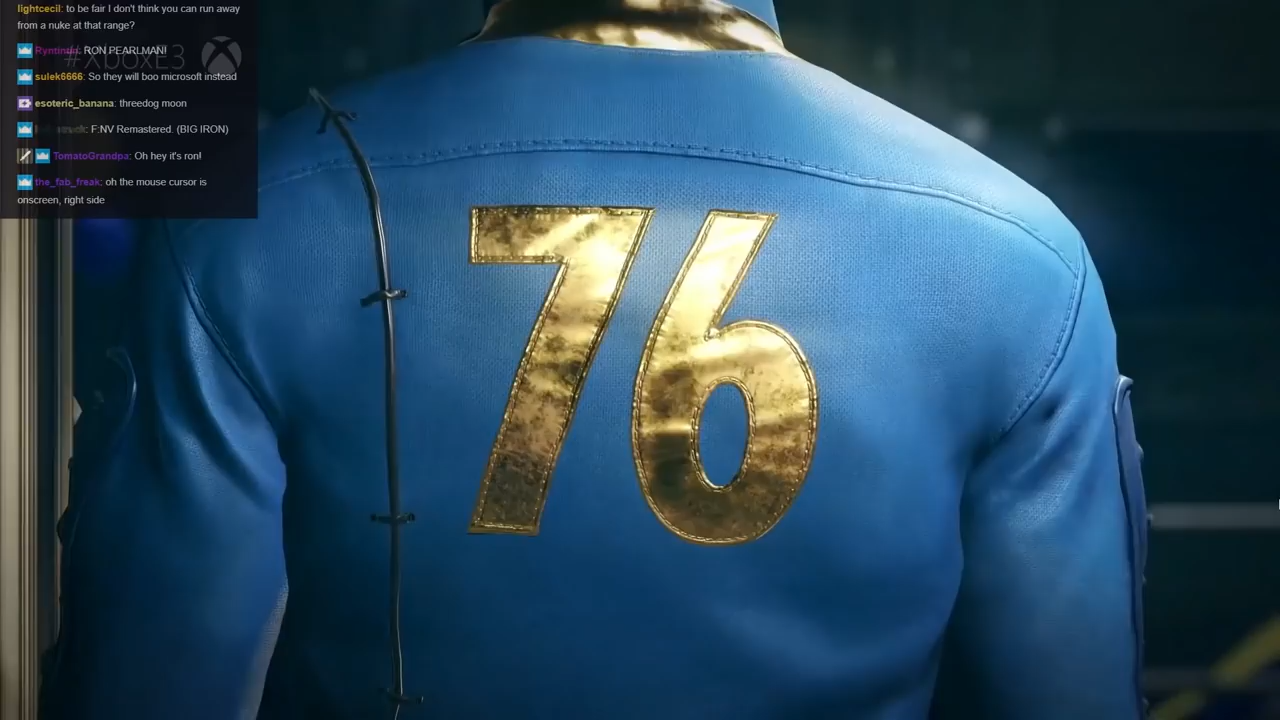 lightcecil: to be fair I don't think you can run away
from a nuke at that range?
#XboxE3
Ryntintin: RON PEARLMAN!
sulek6666: So they will boo microsoft instead
esoteric_banana: threedog moon
: F:NV Remastered. (BIG IRON)
TomatoGrandpa: Oh hey it's ron!
the_fab_freak: oh the mouse cursor is
onscreen, right side
76